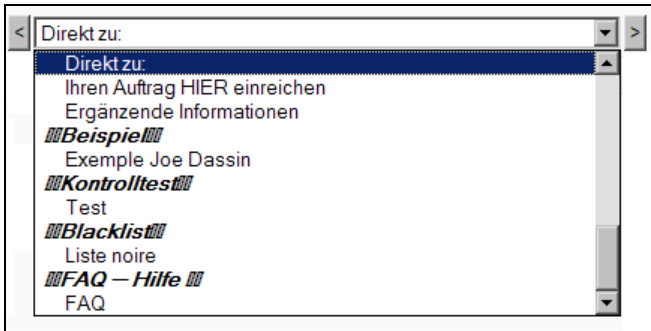 < Direkt zu: >
Direkt zu:
Ihren Auftrag HIER einreichen
Ergänzende Informationen
Beispiel
Exemple Joe Dassin
Kontrolltest
Test
Blacklist
Liste noire
FAQ — Hilfe
FAQ